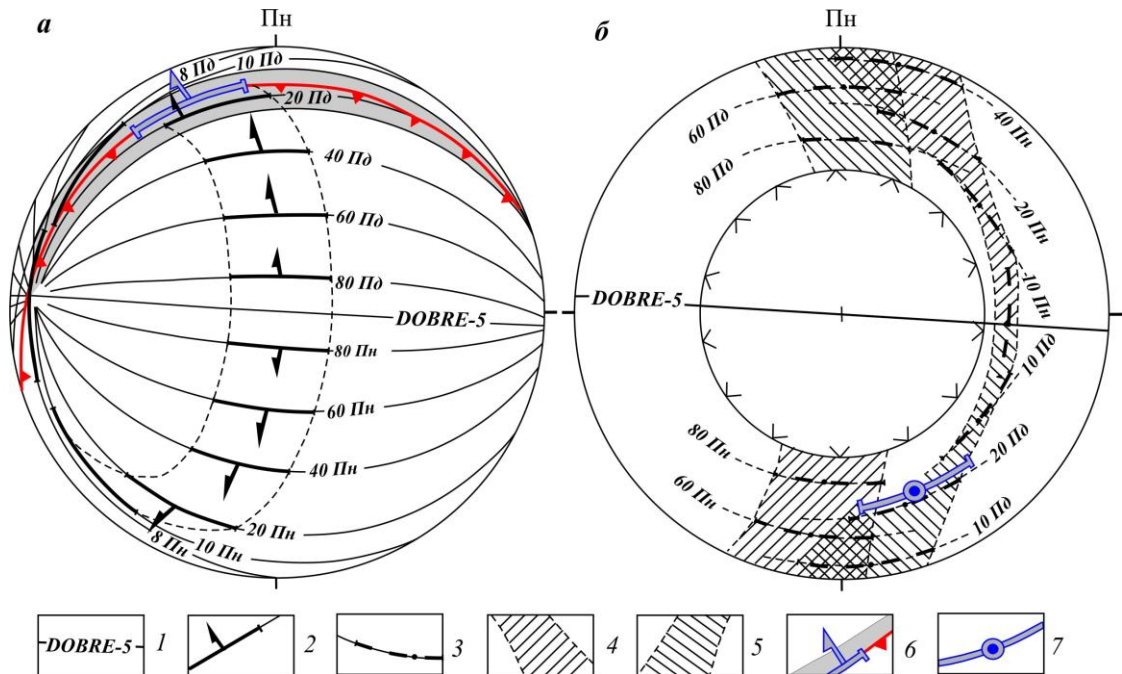 а
Пн
8 Пд
10 Пд
20 Пд
40 Пд
60 Пд
80 Пд
DOBRE-5
80 Пн
60 Пн
40 Пн
20 Пн
10 Пн
8 Пн
б
Пн
60 Пд
80 Пд
40 Пн
20 Пн
10 Пн
DOBRE-5
10 Пд
20 Пд
10 Пд
80 Пн
60 Пн
DOBRE-5 1
2
3
4
5
6
7